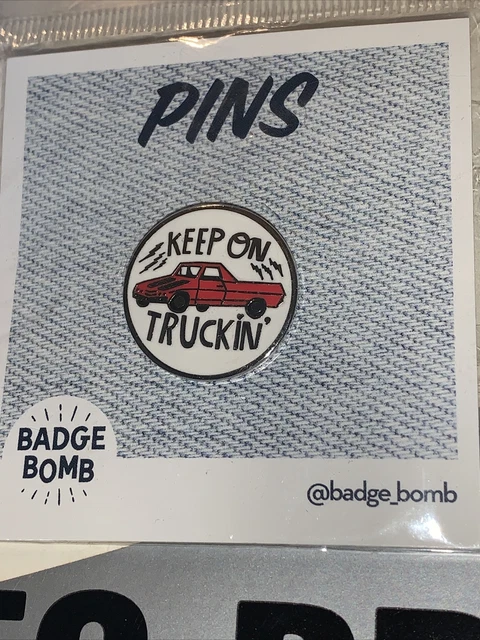 PINS
KEEP ON
TRUCKIN'
BADGE
BOMB
@badge_bomb